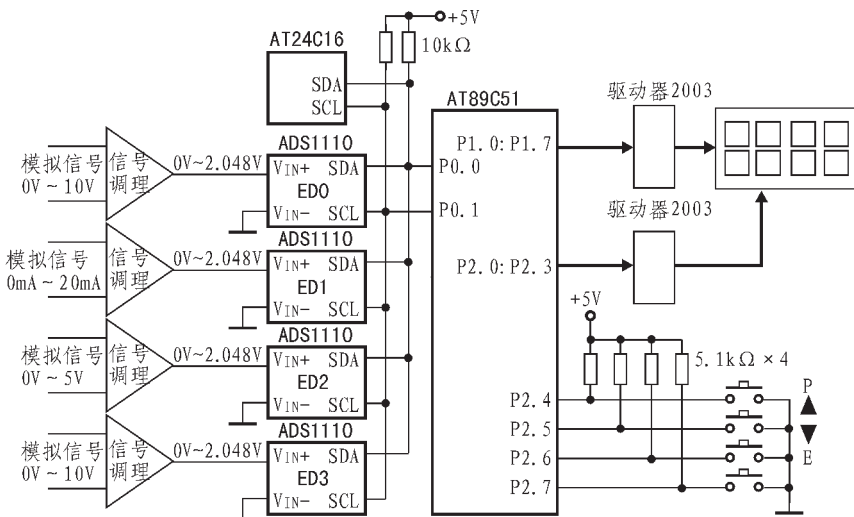 +5V
AT24C16
10kΩ
SDA
SCL
AT89C51
驱动器2003
P1.0:P1.7
P0.0
P0.1
驱动器2003
P2.0:P2.3
模拟信号
0V~10V
信号
调理
0V~2.048V
ADS1110
VIN+ SDA
ED0
VIN- SCL
模拟信号
0mA~20mA
信号
调理
0V~2.048V
ADS1110
VIN+ SDA
ED1
VIN- SCL
模拟信号
0V~5V
信号
调理
0V~2.048V
ADS1110
VIN+ SDA
ED2
VIN- SCL
模拟信号
0V~10V
信号
调理
0V~2.048V
ADS1110
VIN+ SDA
ED3
VIN- SCL
+5V
5.1kΩ×4
P2.4
P2.5
P2.6
P2.7
P
E